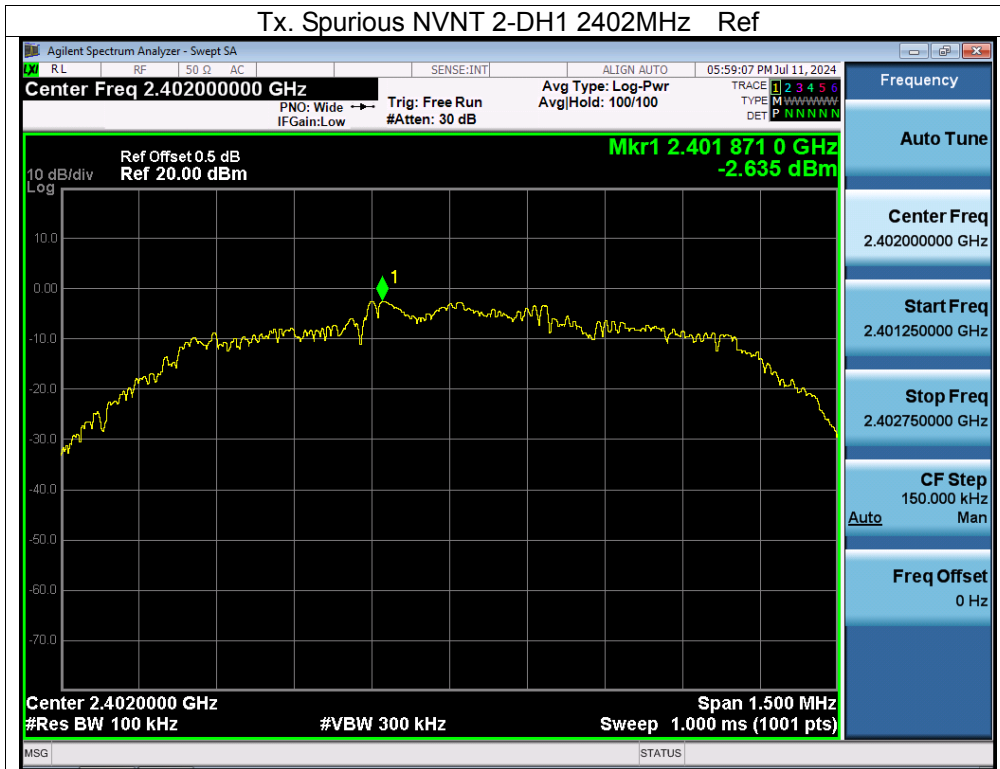 Tx. Spurious NVNT 2-DH1 2402MHz Ref
Agilent Spectrum Analyzer - Swept SA
LXI RL RF 50 Ω AC SENSE:INT ALIGN AUTO 05:59:07 PM Jul 11, 2024
Center Freq 2.402000000 GHz
PNO: Wide
IFGain:Low
Trig: Free Run
#Atten: 30 dB
Avg Type: Log-Pwr
Avg|Hold: 100/100
TRACE 1 2 3 4 5 6
TYPE M WWWWW
DET P N N N N N
Frequency
Mkr1 2.401 871 0 GHz
-2.635 dBm
Ref Offset 0.5 dB
10 dB/div Ref 20.00 dBm
Log
10.0
0.00
-10.0
-20.0
-30.0
-40.0
-50.0
-60.0
-70.0
1
Center 2.4020000 GHz Span 1.500 MHz
#Res BW 100 kHz #VBW 300 kHz Sweep 1.000 ms (1001 pts)
Auto Tune
Center Freq
2.402000000 GHz
Start Freq
2.401250000 GHz
Stop Freq
2.402750000 GHz
CF Step
150.000 kHz
Auto Man
Freq Offset
0 Hz
MSG STATUS